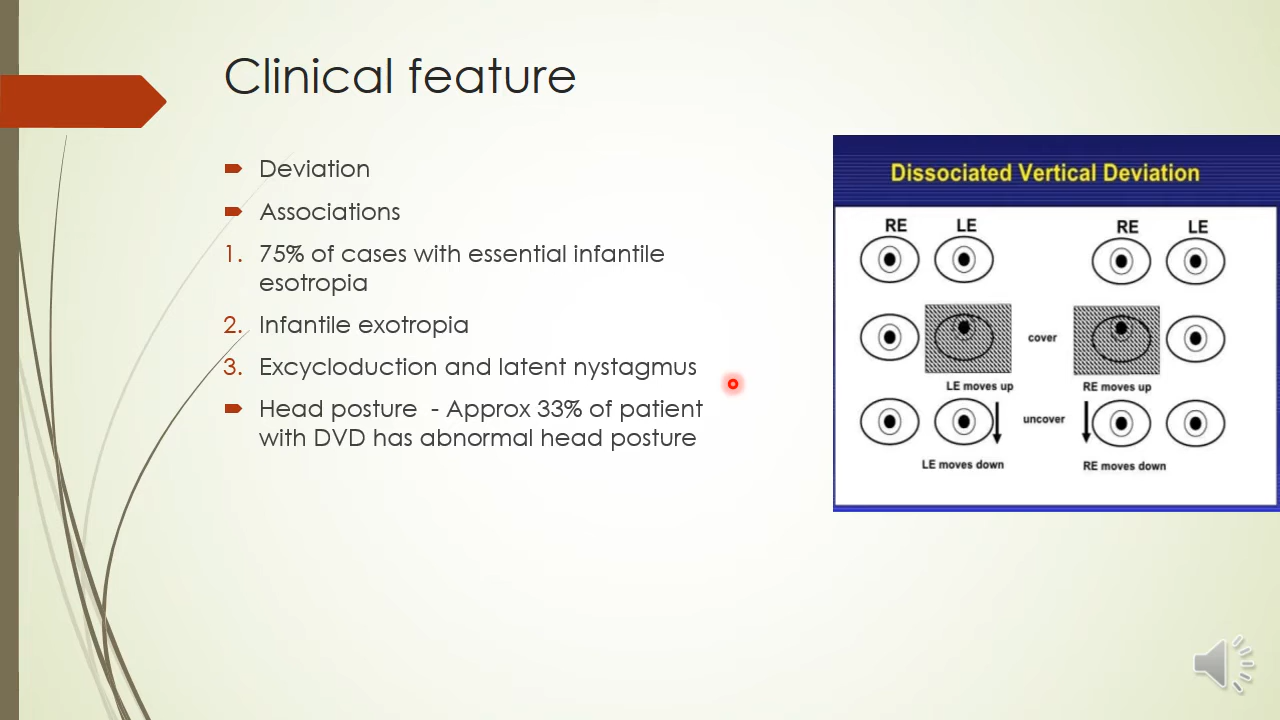 Clinical feature
Deviation
Associations
1. 75% of cases with essential infantile
esotropia
2. Infantile exotropia
3. Excycloduction and latent nystagmus
Head posture - Approx 33% of patient
with DVD has abnormal head posture
Dissociated Vertical Deviation
RE LE RE LE
cover
LE moves up RE moves up
uncover
LE moves down RE moves down